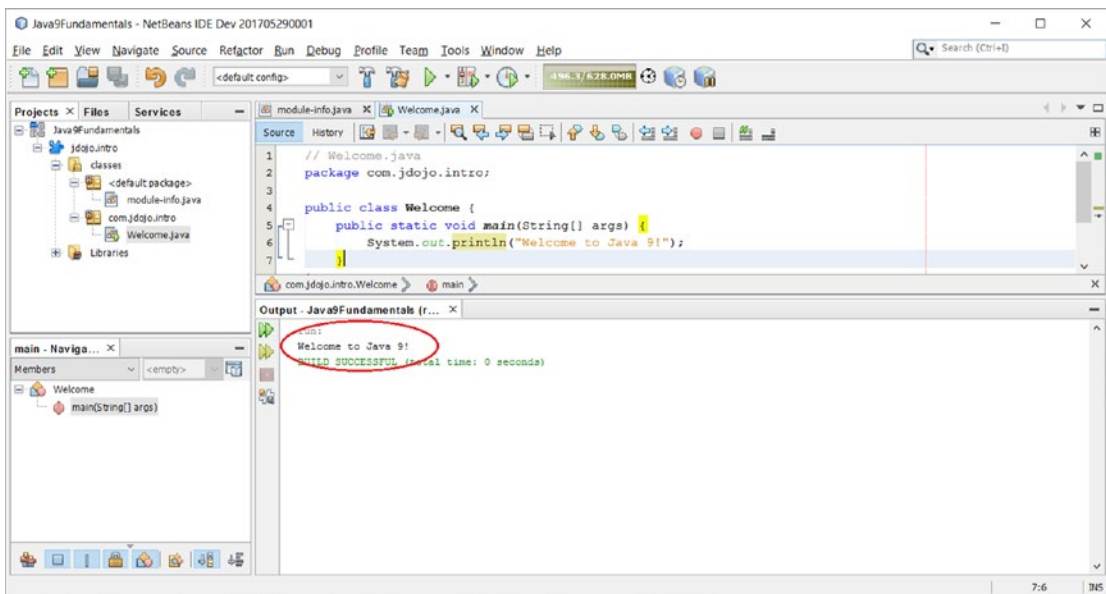 Java9Fundamentals - NetBeans IDE Dev 201705290001
File Edit View Navigate Source Refactor Run Debug Profile Team Tools Window Help
Search (Ctrl+I)
<default config>
496.3/628.0MB
Projects Files Services
Java9Fundamentals
jdojo.intro
classes
<default package>
module-info.java
com.jdojo.intro
Welcome.java
Libraries
module-info.java Welcome.java
Source History
1 // Welcome.java
2 package com.jdojo.intro;
3
4 public class Welcome {
5 public static void main(String[] args) {
6 System.out.println("Welcome to Java 9!");
7 }
com.jdojo.intro.Welcome main
Output - Java9Fundamentals (r...
run:
Welcome to Java 9!
BUILD SUCCESSFUL (total time: 0 seconds)
main - Naviga...
Members <empty>
Welcome
main(String[] args)
7:6 INS